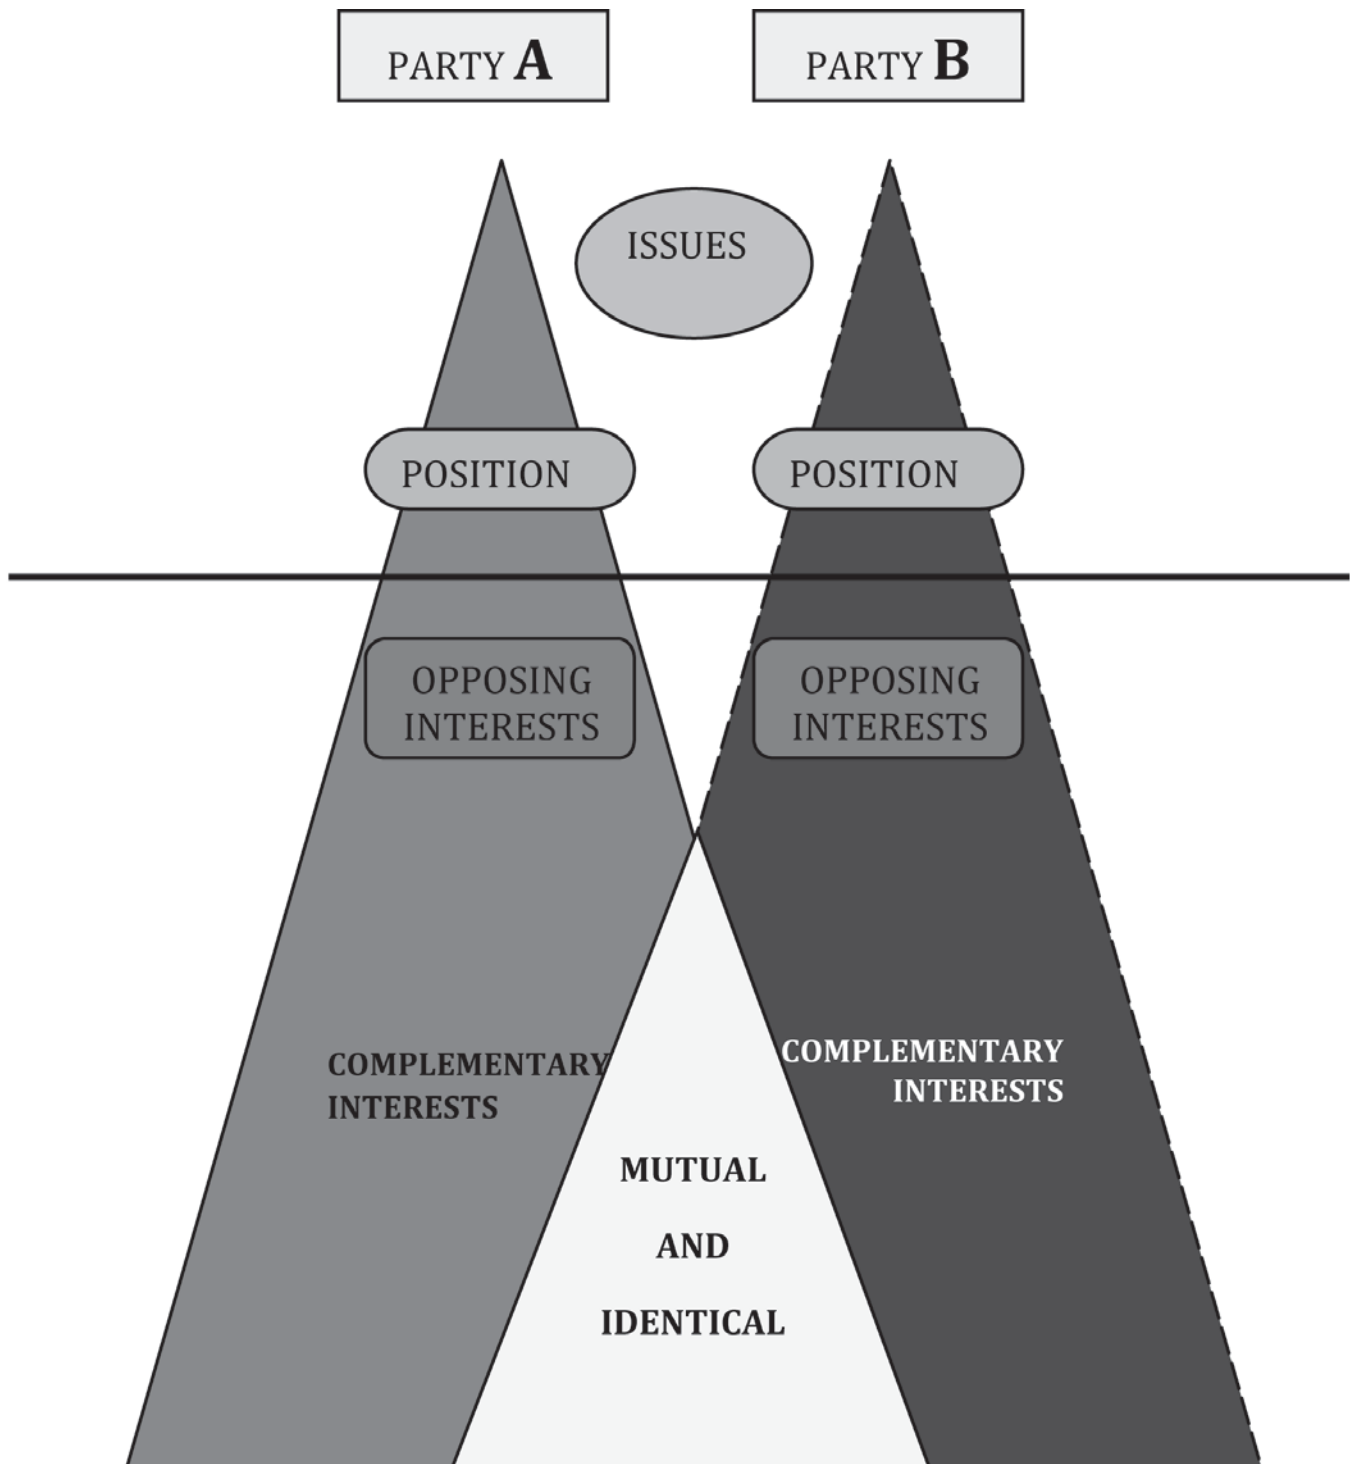 PARTY A
PARTY B
ISSUES
POSITION
POSITION
OPPOSING
INTERESTS
OPPOSING
INTERESTS
COMPLEMENTARY
INTERESTS
COMPLEMENTARY
INTERESTS
MUTUAL
AND
IDENTICAL